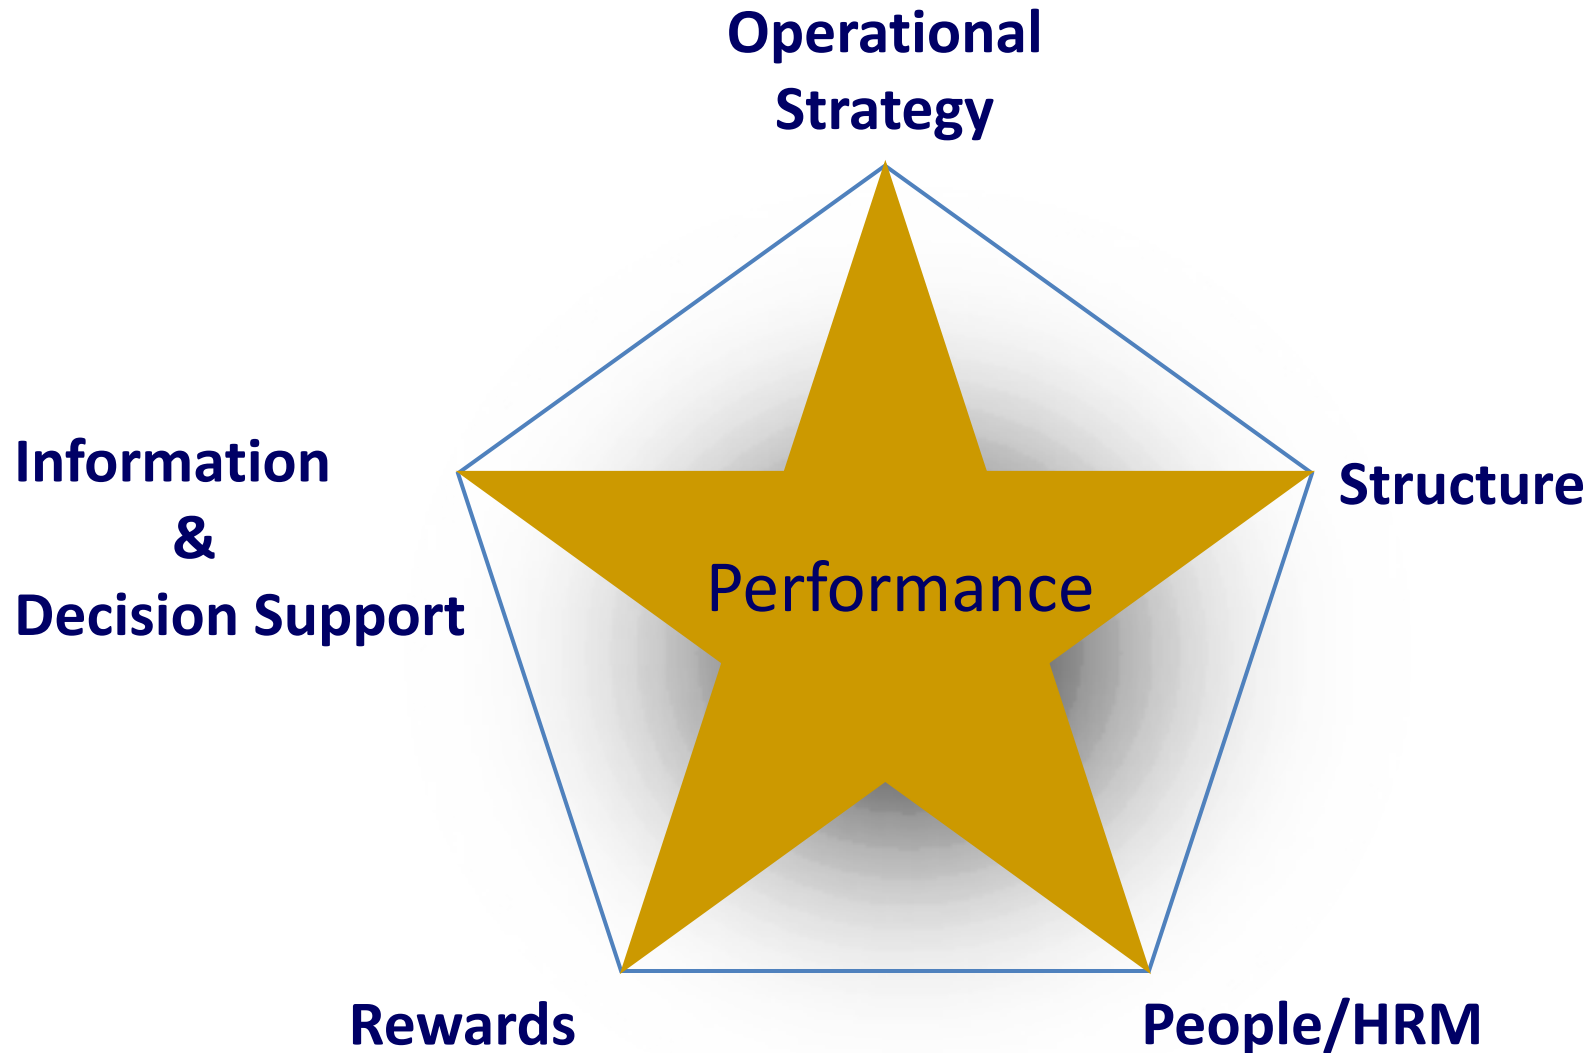 Operational
Strategy
Information
&
Decision Support
Structure
Performance
Rewards
People/HRM